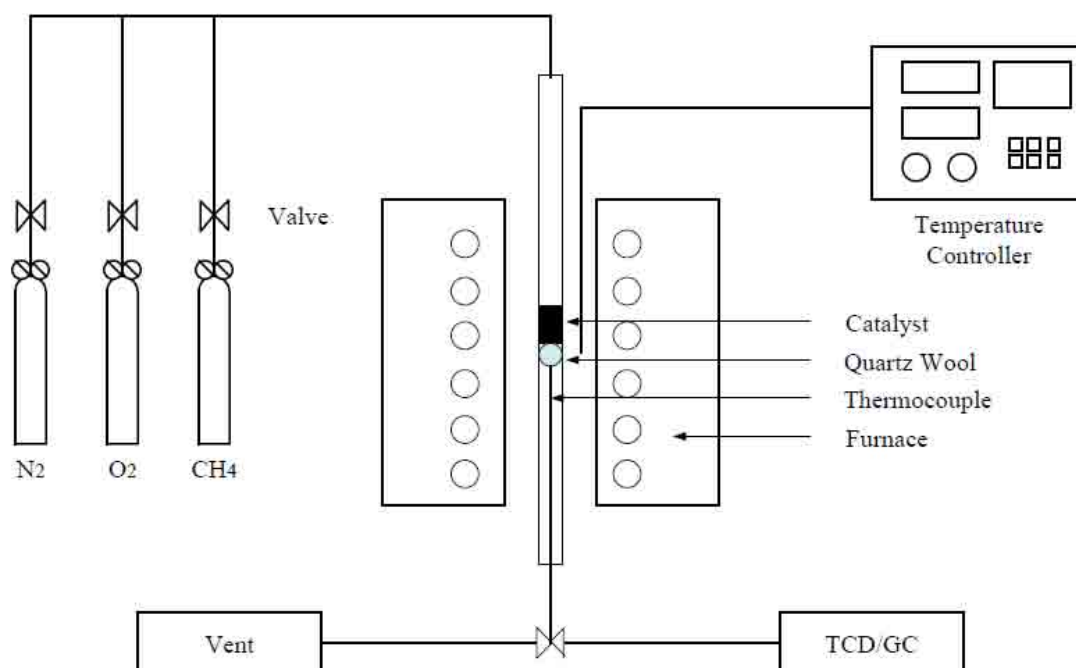 Valve
Temperature
Controller
Catalyst
Quartz Wool
Thermocouple
Furnace
N2
O2
CH4
Vent
TCD/GC